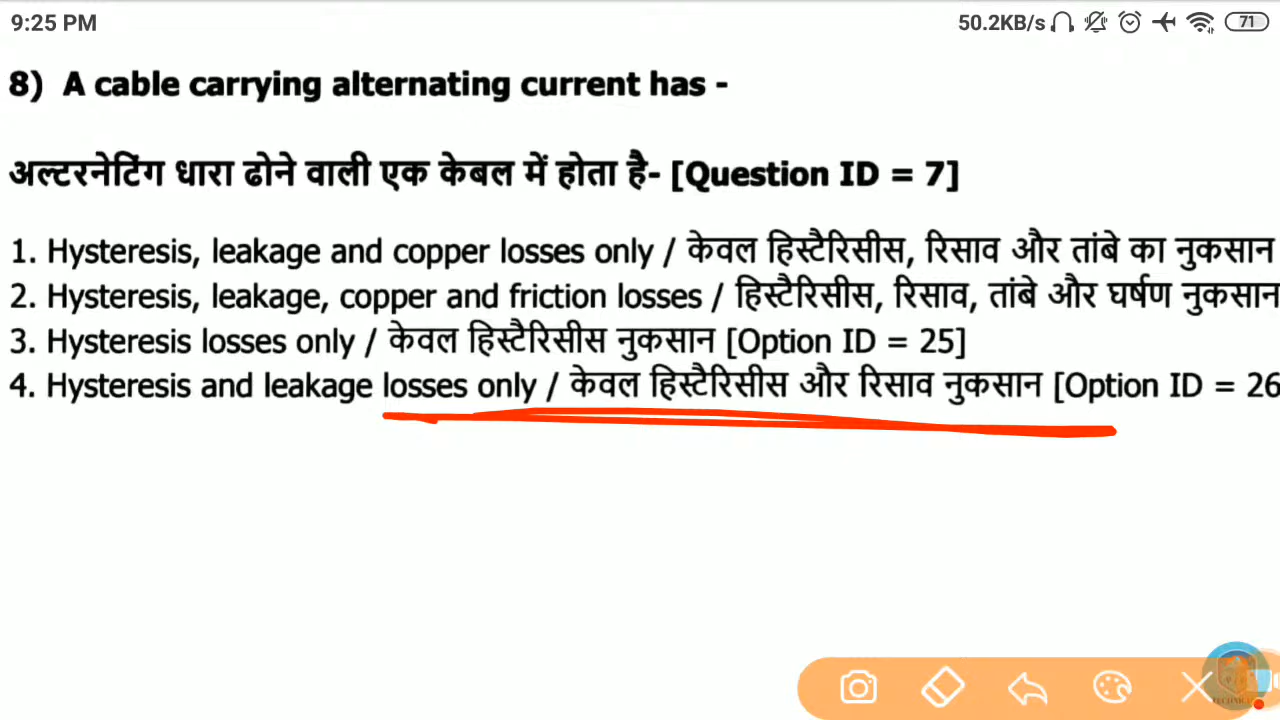 9:25 PM 50.2KB/s 71
8) A cable carrying alternating current has -
अल्टरनेटिंग धारा ढोने वाली एक केबल में होता है- [Question ID = 7]
1. Hysteresis, leakage and copper losses only / केवल हिस्टैरिसीस, रिसाव और तांबे का नुकसान
2. Hysteresis, leakage, copper and friction losses / हिस्टैरिसीस, रिसाव, तांबे और घर्षण नुकसान
3. Hysteresis losses only / केवल हिस्टैरिसीस नुकसान [Option ID = 25]
4. Hysteresis and leakage losses only / केवल हिस्टैरिसीस और रिसाव नुकसान [Option ID = 26